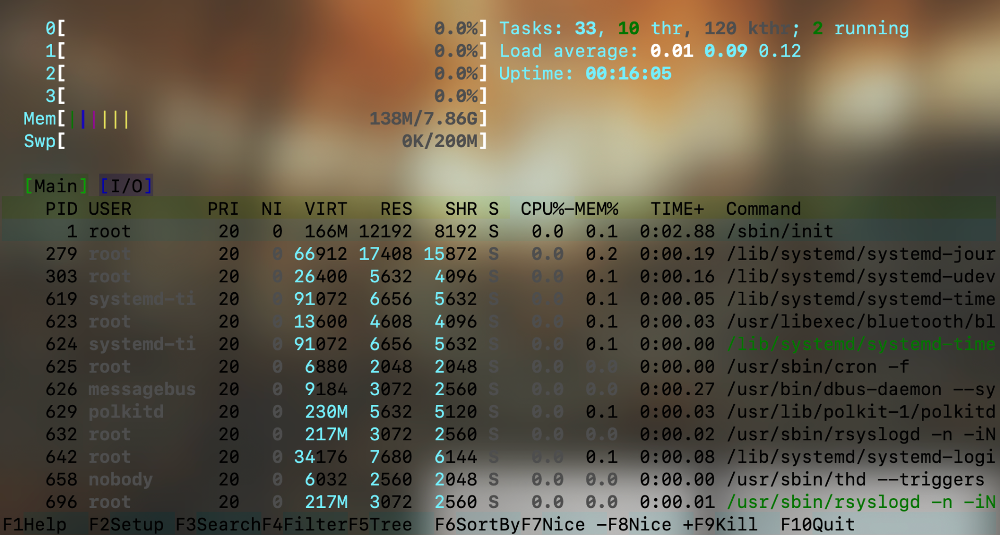 0[ 0.0%] Tasks: 33, 10 thr, 120 kthr; 2 running
1[ 0.0%] Load average: 0.01 0.09 0.12
2[ 0.0%] Uptime: 00:16:05
3[ 0.0%]
Mem[||||||138M/7.86G]
Swp[ 0K/200M]
[Main] [I/O]
PID USER PRI NI VIRT RES SHR S CPU%-MEM% TIME+ Command
1 root 20 0 166M 12192 8192 S 0.0 0.1 0:02.88 /sbin/init
279 root 20 0 66912 17408 15872 S 0.0 0.2 0:00.19 /lib/systemd/systemd-jour
303 root 20 0 26400 5632 4096 S 0.0 0.1 0:00.16 /lib/systemd/systemd-udev
619 systemd-ti 20 0 91072 6656 5632 S 0.0 0.1 0:00.05 /lib/systemd/systemd-time
623 root 20 0 13600 4608 4096 S 0.0 0.1 0:00.03 /usr/libexec/bluetooth/bl
624 systemd-ti 20 0 91072 6656 5632 S 0.0 0.1 0:00.00 /lib/systemd/systemd-time
625 root 20 0 6880 2048 2048 S 0.0 0.0 0:00.00 /usr/sbin/cron -f
626 messagebus 20 0 9184 3072 2560 S 0.0 0.0 0:00.27 /usr/bin/dbus-daemon --sy
629 polkitd 20 0 230M 5632 5120 S 0.0 0.1 0:00.03 /usr/lib/polkit-1/polkitd
632 root 20 0 217M 3072 2560 S 0.0 0.0 0:00.02 /usr/sbin/rsyslogd -n -iN
642 root 20 0 34176 7680 6144 S 0.0 0.1 0:00.08 /lib/systemd/systemd-logi
658 nobody 20 0 6032 2560 2048 S 0.0 0.0 0:00.00 /usr/sbin/thd --triggers
696 root 20 0 217M 3072 2560 S 0.0 0.0 0:00.01 /usr/sbin/rsyslogd -n -iN
F1Help F2Setup F3SearchF4FilterF5Tree F6SortByF7Nice -F8Nice +F9Kill F10Quit